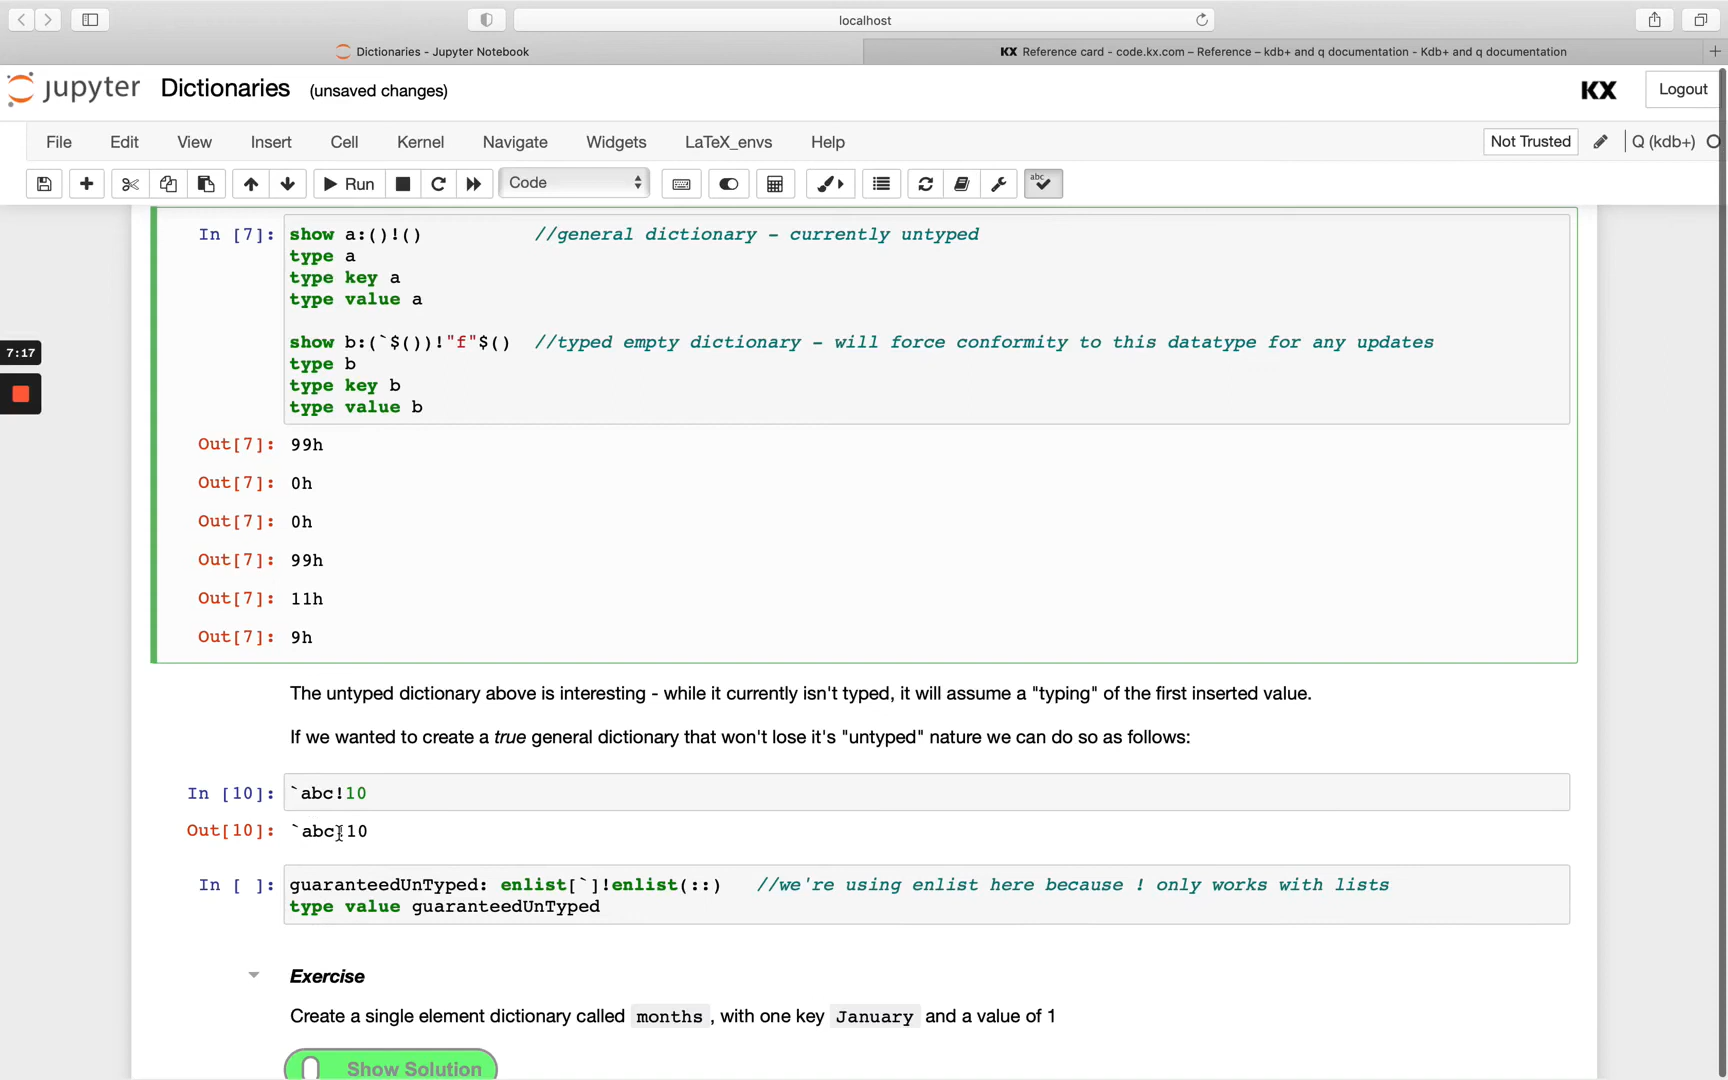 localhost
Dictionaries - Jupyter Notebook
KX Reference card - code.kx.com – Reference – kdb+ and q documentation - Kdb+ and q documentation
jupyter Dictionaries (unsaved changes)
KX
Logout
File Edit View Insert Cell Kernel Navigate Widgets LaTeX_envs Help
Not Trusted
Q (kdb+)
Run
Code
abc
7:17
In [7]: show a:()!() //general dictionary - currently untyped
type a
type key a
type value a
show b:(`$())!"f"$() //typed empty dictionary - will force conformity to this datatype for any updates
type b
type key b
type value b
Out[7]: 99h
Out[7]: 0h
Out[7]: 0h
Out[7]: 99h
Out[7]: 11h
Out[7]: 9h
The untyped dictionary above is interesting - while it currently isn't typed, it will assume a "typing" of the first inserted value.
If we wanted to create a true general dictionary that won't lose it's "untyped" nature we can do so as follows:
In [10]: `abc!10
Out[10]: `abc!10
In [ ]: guaranteedUnTyped: enlist[`]!enlist(::) //we're using enlist here because ! only works with lists
type value guaranteedUnTyped
Exercise
Create a single element dictionary called months , with one key January and a value of 1
Show Solution